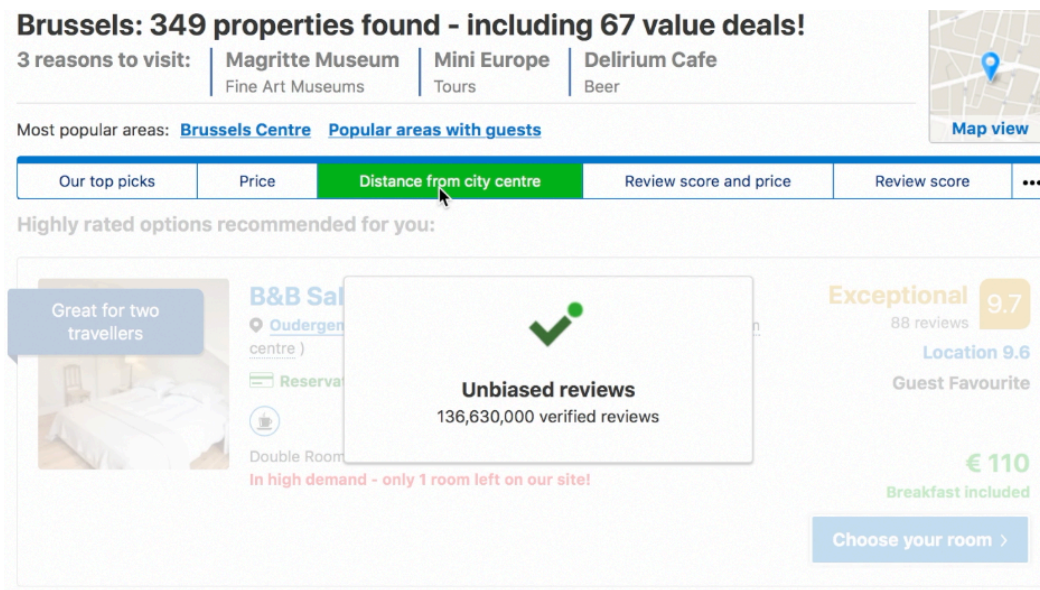 Brussels: 349 properties found - including 67 value deals!
3 reasons to visit:
Magritte Museum
Fine Art Museums
Mini Europe
Tours
Delirium Cafe
Beer
Map view
Most popular areas: Brussels Centre Popular areas with guests
Our top picks
Price
Distance from city centre
Review score and price
Review score
•••
Highly rated options recommended for you:
Great for two
travellers
B&B
centre )
Unbiased reviews
136,630,000 verified reviews
Double Room
In high demand - only 1 room left on our site!
Exceptional
9.7
88 reviews
Location 9.6
Guest Favourite
€ 110
Breakfast included
Choose your room >